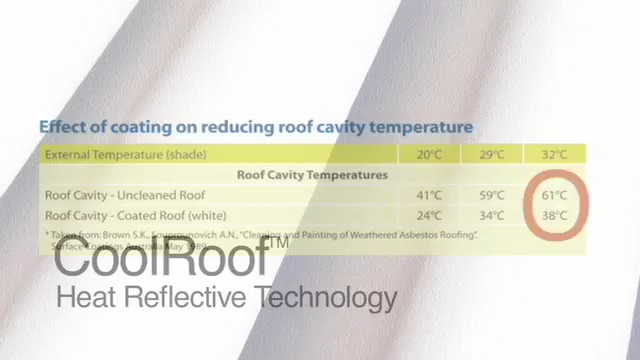 Effect of coating on reducing roof cavity temperature
External Temperature (shade) 20°C 29°C 32°C
Roof Cavity Temperatures
Roof Cavity - Uncleaned Roof 41°C 59°C 61°C
Roof Cavity - Coated Roof (white) 24°C 34°C 38°C
* Taken from: Brown S.K., Souprounovich A.N., "Cleaning and Painting of Weathered Asbestos Roofing",
Surface Coatings Australia May 1989
CoolRoof™
Heat Reflective Technology